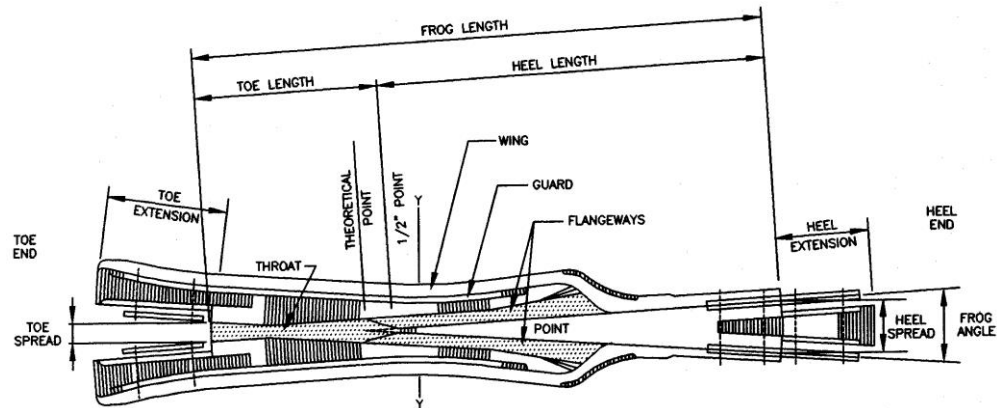 FROG LENGTH
TOE LENGTH
HEEL LENGTH
WING
GUARD
FLANGEWAYS
THEORETICAL
POINT
1/2" POINT
Y
TOE
EXTENSION
TOE
END
THROAT
HEEL
EXTENSION
HEEL
END
TOE
SPREAD
POINT
HEEL
SPREAD
FROG
ANGLE
Y